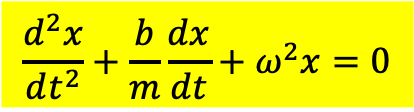 d²x/dt² + b/m dx/dt + ω²x = 0